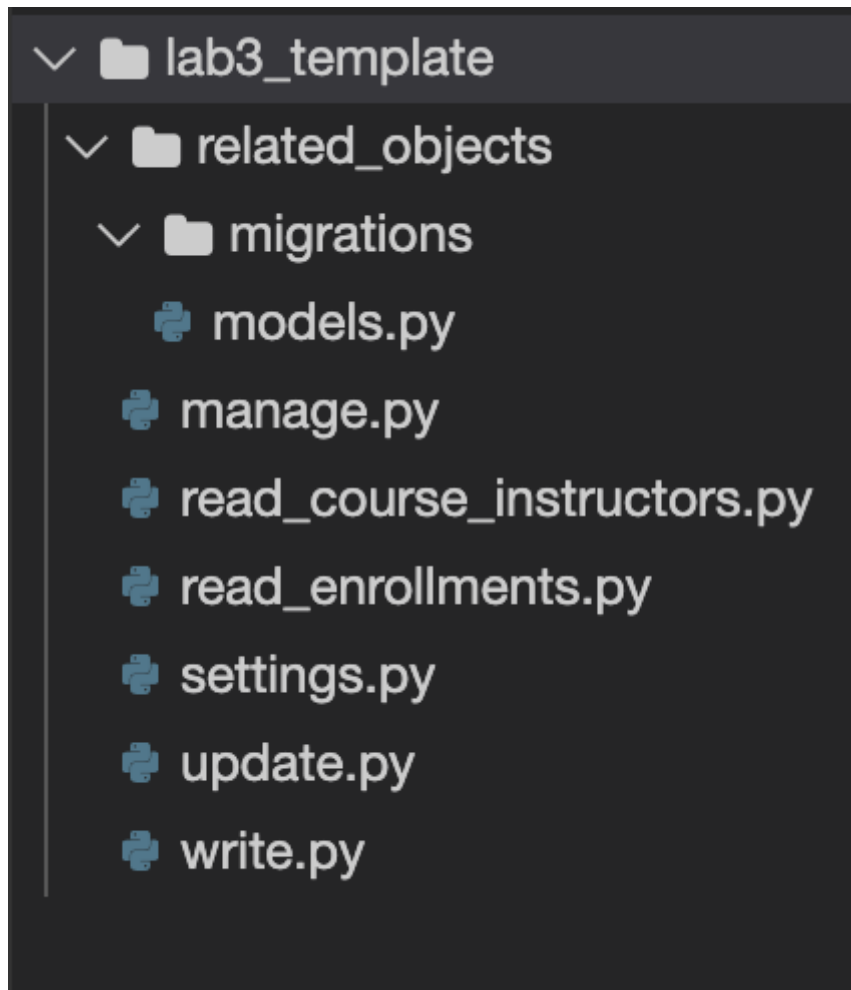 lab3_template
related_objects
migrations
models.py
manage.py
read_course_instructors.py
read_enrollments.py
settings.py
update.py
write.py